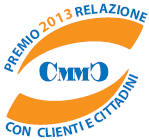 PREMIO 2013 RELAZIONE
CMMC
CON CLIENTI E CITTADINI